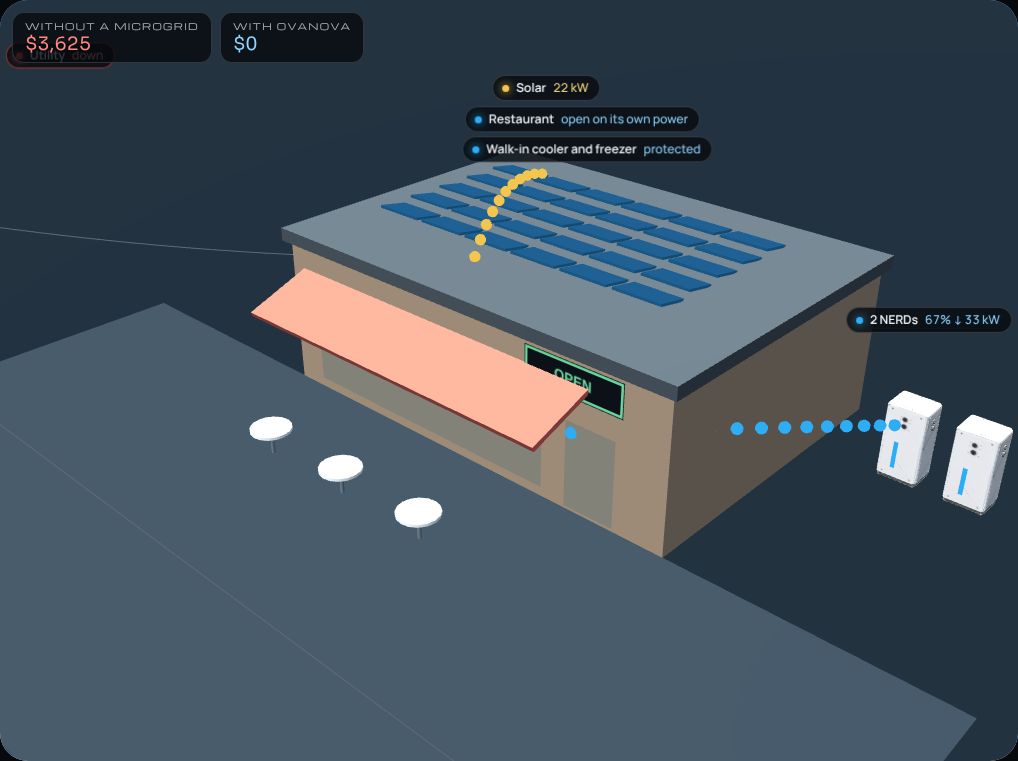 WITHOUT A MICROGRID
$3,625
WITH OVANOVA
$0
Utility down
Solar 22 kW
Restaurant open on its own power
Walk-in cooler and freezer protected
2 NERDs 67% ↓ 33 kW
OPEN